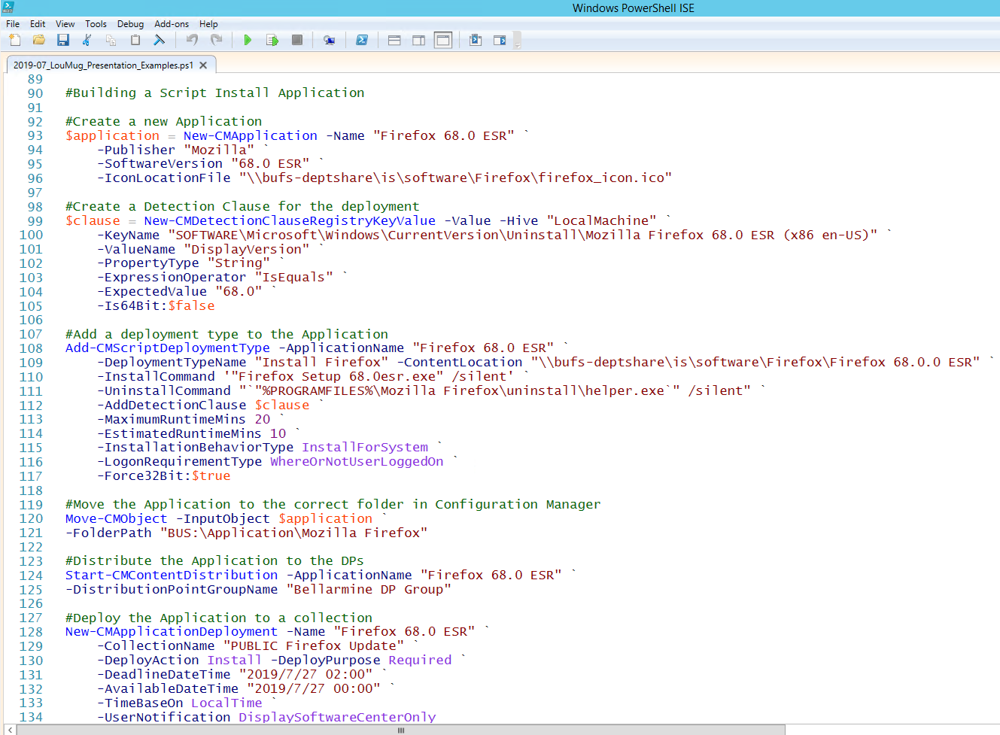 Windows PowerShell ISE
File Edit View Tools Debug Add-ons Help
2019-07_LouMug_Presentation_Examples.ps1
89
90 #Building a Script Install Application
91
92 #Create a new Application
93 $application = New-CMApplication -Name "Firefox 68.0 ESR" `
94 -Publisher "Mozilla" `
95 -SoftwareVersion "68.0 ESR" `
96 -IconLocationFile "\\bufs-deptshare\is\software\Firefox\firefox_icon.ico"
97
98 #Create a Detection Clause for the deployment
99 $clause = New-CMDetectionClauseRegistryKeyValue -Value -Hive "LocalMachine" `
100 -KeyName "SOFTWARE\Microsoft\Windows\CurrentVersion\Uninstall\Mozilla Firefox 68.0 ESR (x86 en-US)" `
101 -ValueName "DisplayVersion" `
102 -PropertyType "String" `
103 -ExpressionOperator "IsEquals" `
104 -ExpectedValue "68.0" `
105 -Is64Bit:$false
106
107 #Add a deployment type to the Application
108 Add-CMScriptDeploymentType -ApplicationName "Firefox 68.0 ESR" `
109 -DeploymentTypeName "Install Firefox" -ContentLocation "\\bufs-deptshare\is\software\Firefox\Firefox 68.0.0 ESR" `
110 -InstallCommand '"Firefox Setup 68.0esr.exe" /silent' `
111 -UninstallCommand "`"%PROGRAMFILES%\Mozilla Firefox\uninstall\helper.exe`" /silent" `
112 -AddDetectionClause $clause `
113 -MaximumRuntimeMins 20 `
114 -EstimatedRuntimeMins 10 `
115 -InstallationBehaviorType InstallForSystem `
116 -LogonRequirementType WhereOrNotUserLoggedOn `
117 -Force32Bit:$true
118
119 #Move the Application to the correct folder in Configuration Manager
120 Move-CMObject -InputObject $application `
121 -FolderPath "BUS:\Application\Mozilla Firefox"
122
123 #Distribute the Application to the DPs
124 Start-CMContentDistribution -ApplicationName "Firefox 68.0 ESR" `
125 -DistributionPointGroupName "Bellarmine DP Group"
126
127 #Deploy the Application to a collection
128 New-CMApplicationDeployment -Name "Firefox 68.0 ESR" `
129 -CollectionName "PUBLIC Firefox Update" `
130 -DeployAction Install -DeployPurpose Required `
131 -DeadlineDateTime "2019/7/27 02:00" `
132 -AvailableDateTime "2019/7/27 00:00" `
133 -TimeBaseOn LocalTime `
134 -UserNotification DisplaySoftwareCenterOnly